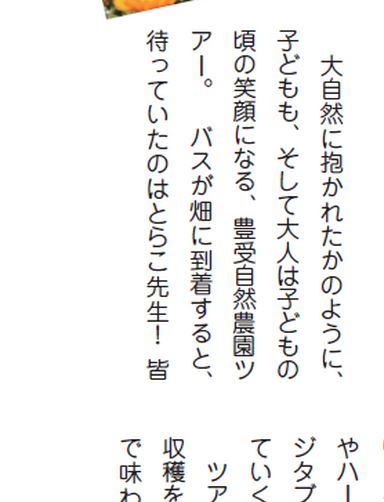 大自然に抱かれたかのように、
子どもも、そして大人は子どもの
頃の笑顔になる、豊受自然農園ツ
アー。　バスが畑に到着すると、
待っていたのはとらこ先生！ 皆
やハー
ジタブ
ていく
ツア
収穫を
で味わ